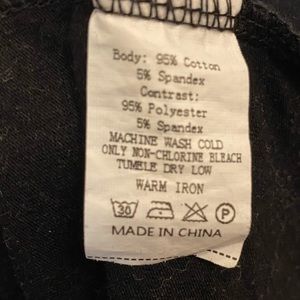 Body: 95% Cotton
5% Spandex
Contrast:
95% Polyester
5% Spandex
MACHINE WASH COLD
ONLY NON-CHLORINE BLEACH
TUMBLE DRY LOW
WARM IRON
30 P
MADE IN CHINA